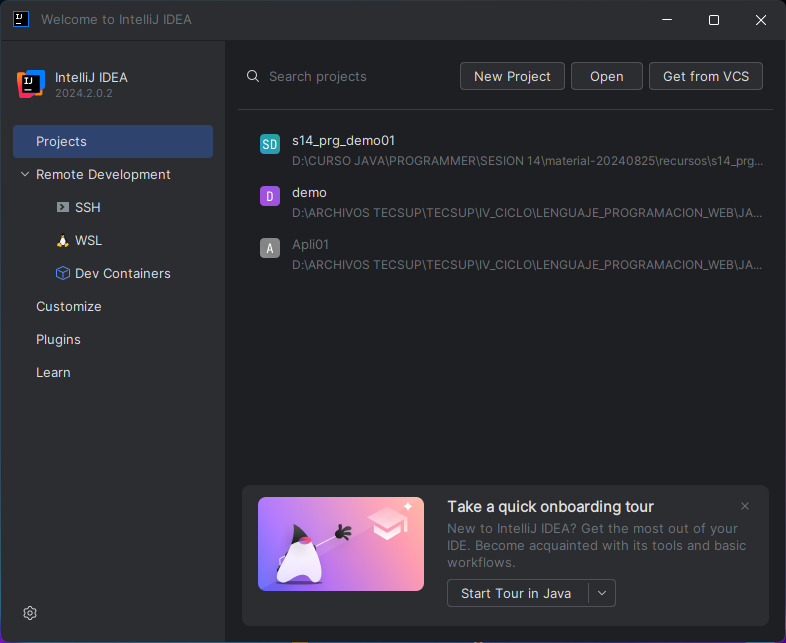 Welcome to IntelliJ IDEA
IntelliJ IDEA
2024.2.0.2
Projects
Remote Development
SSH
WSL
Dev Containers
Customize
Plugins
Learn
Search projects
New Project
Open
Get from VCS
SD
s14_prg_demo01
D:\CURSO JAVA\PROGRAMMER\SESION 14\material-20240825\recursos\s14_prg...
D
demo
D:\ARCHIVOS TECSUP\TECSUP\IV_CICLO\LENGUAJE_PROGRAMACION_WEB\JA...
A
Apli01
D:\ARCHIVOS TECSUP\TECSUP\IV_CICLO\LENGUAJE_PROGRAMACION_WEB\JA...
Take a quick onboarding tour
New to IntelliJ IDEA? Get the most out of your
IDE. Become acquainted with its tools and basic
workflows.
Start Tour in Java